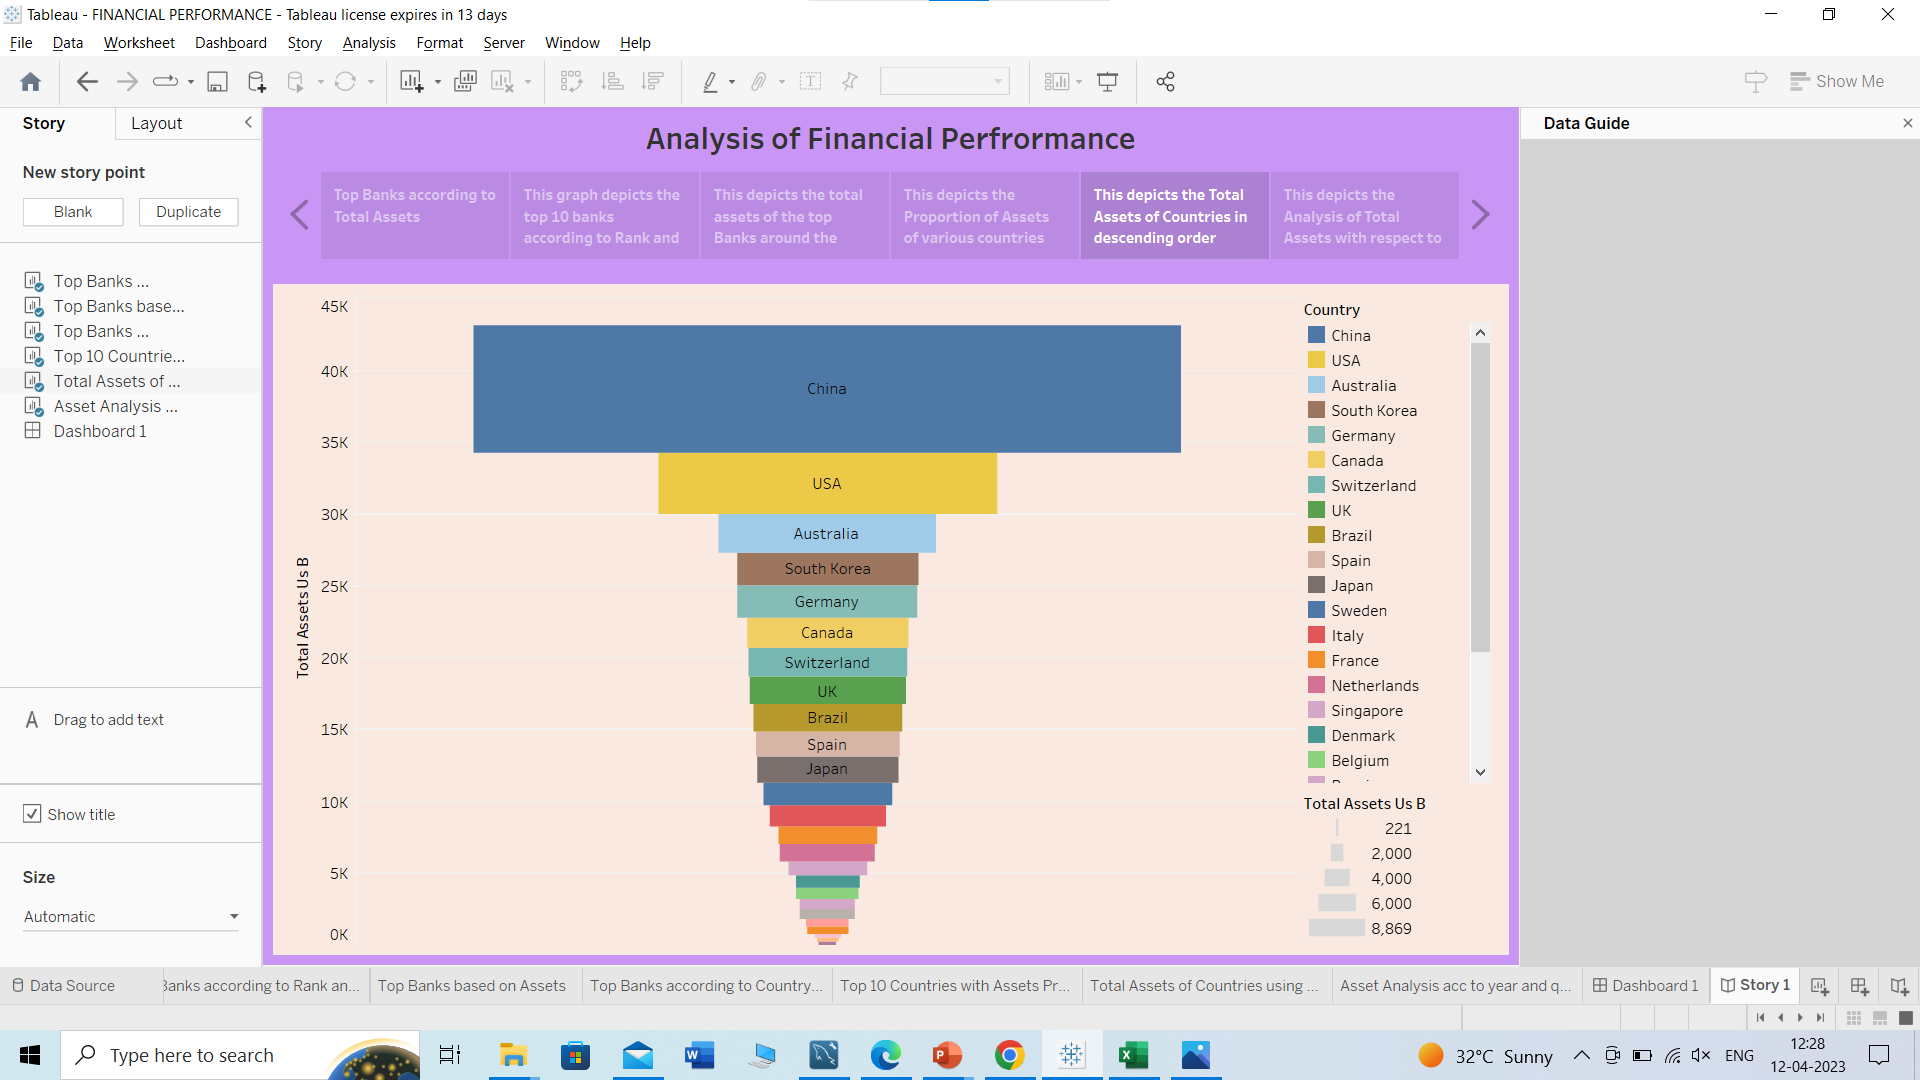 Tableau - FINANCIAL PERFORMANCE - Tableau license expires in 13 days
File Data Worksheet Dashboard Story Analysis Format Server Window Help
Show Me
Story Layout
New story point
Blank Duplicate
Top Banks ...
Top Banks base...
Top Banks ...
Top 10 Countrie...
Total Assets of ...
Asset Analysis ...
Dashboard 1
A Drag to add text
Show title
Size
Automatic
Analysis of Financial Perfrormance
Top Banks according to
Total Assets
This graph depicts the
top 10 banks
according to Rank and
This depicts the total
assets of the top
Banks around the
This depicts the
Proportion of Assets
of various countries
This depicts the Total
Assets of Countries in
descending order
This depicts the
Analysis of Total
Assets with respect to
Total Assets Us B
45K
40K
35K
30K
25K
20K
15K
10K
5K
0K
China
USA
Australia
South Korea
Germany
Canada
Switzerland
UK
Brazil
Spain
Japan
Country
China
USA
Australia
South Korea
Germany
Canada
Switzerland
UK
Brazil
Spain
Japan
Sweden
Italy
France
Netherlands
Singapore
Denmark
Belgium
Total Assets Us B
221
2,000
4,000
6,000
8,869
Data Guide
Data Source Banks according to Rank an... Top Banks based on Assets Top Banks according to Country... Top 10 Countries with Assets Pr... Total Assets of Countries using ... Asset Analysis acc to year and q... Dashboard 1 Story 1
Type here to search
32°C Sunny ENG
12:28
12-04-2023